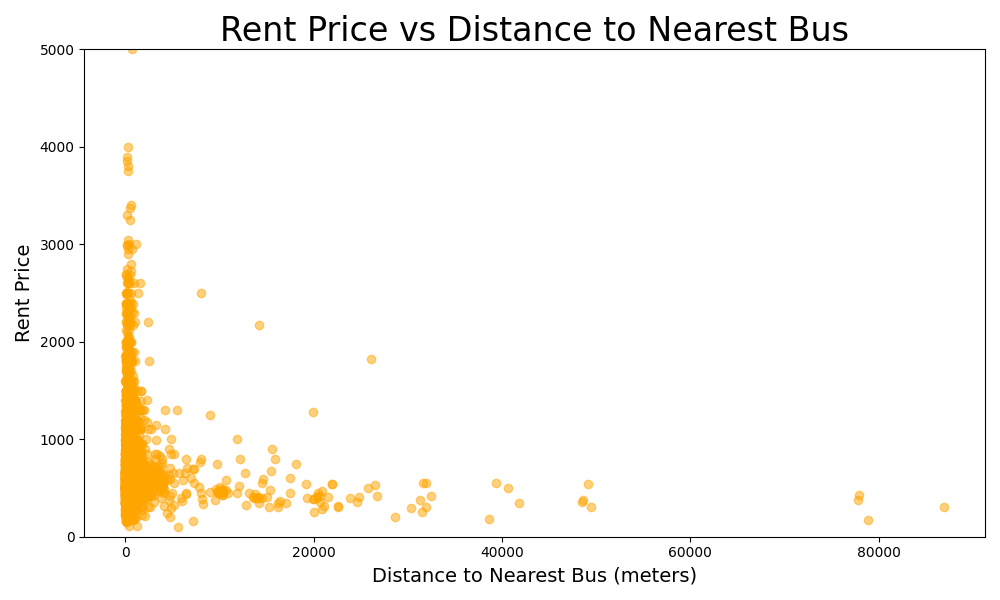 Rent Price vs Distance to Nearest Bus
5000
4000
3000
2000
1000
0
Rent Price
0 20000 40000 60000 80000
Distance to Nearest Bus (meters)